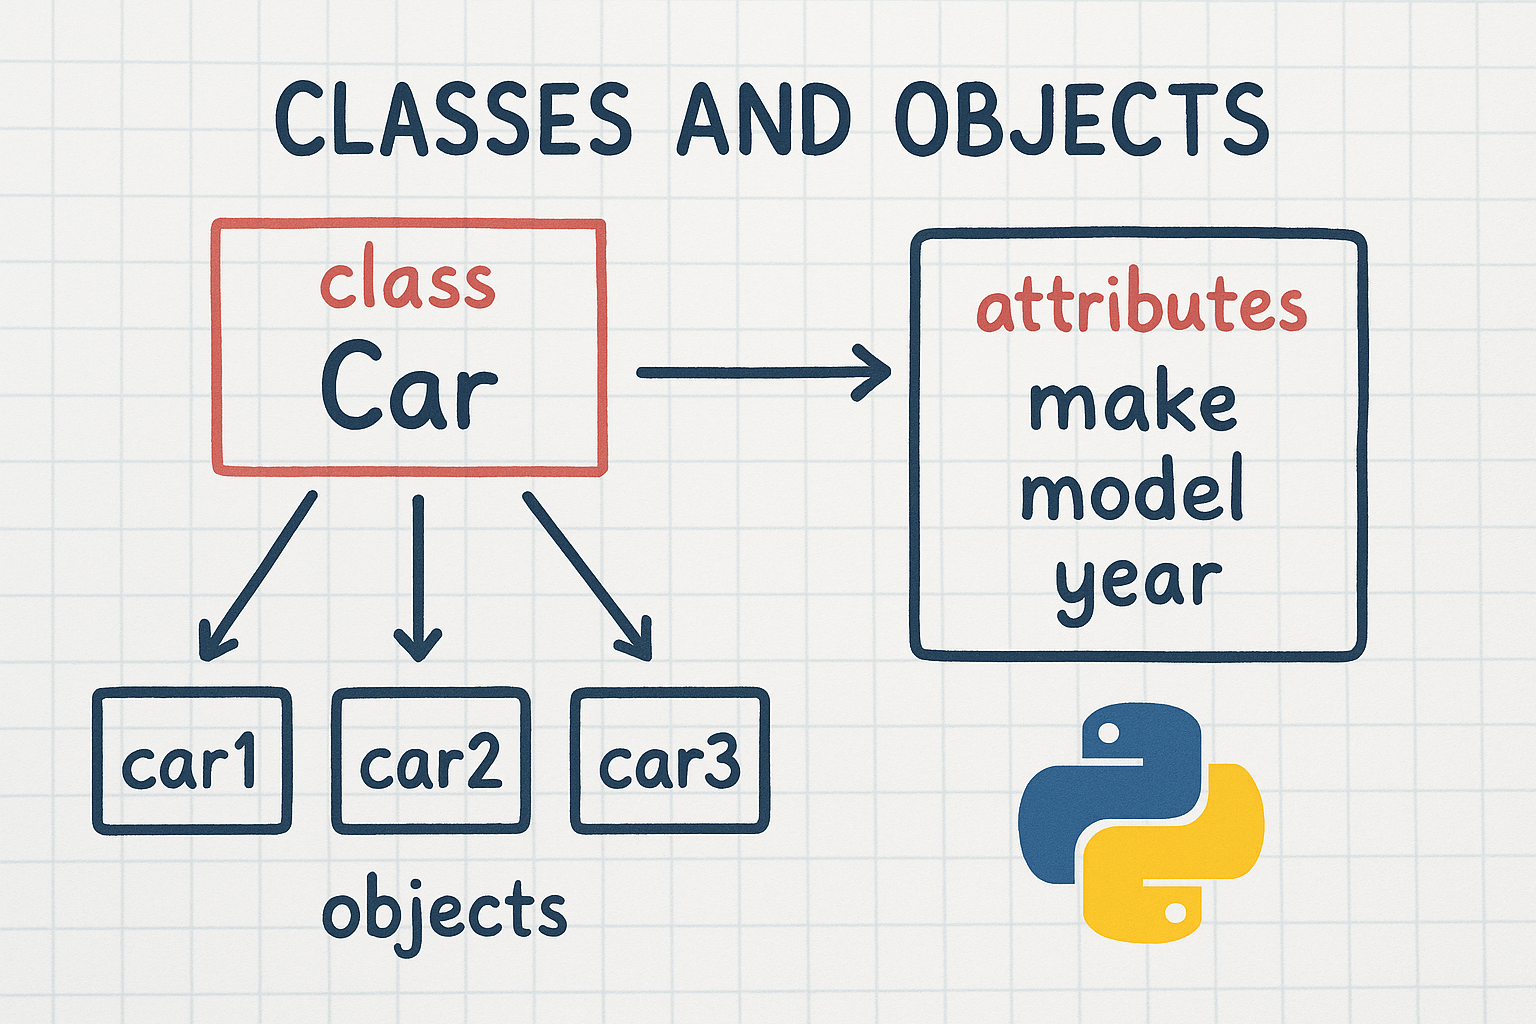 CLASSES AND OBJECTS
class
Car
attributes
make
model
year
car1
car2
car3
objects